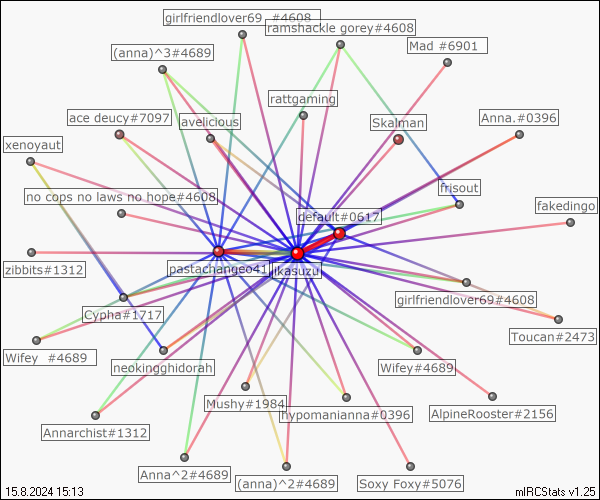 girlfriendlover69_#4608
ramshackle gorey#4608
(anna)^3#4689
Mad #6901
rattgaming
ace deucy#7097
avelicious
Skalman
Anna.#0396
xenoyaut
no cops no laws no hope#4608
frisout
default#0617
fakedingo
zibbits#1312
pastachangeo41
jikasuzu
Cypha#1717
girlfriendlover69#4608
Toucan#2473
Wifey_#4689
neokingghidorah
Wifey#4689
Mushy#1984
hypomanianna#0396
AlpineRooster#2156
Annarchist#1312
Anna^2#4689
(anna)^2#4689
Soxy Foxy#5076
15.8.2024 15:13
mIRCStats v1.25